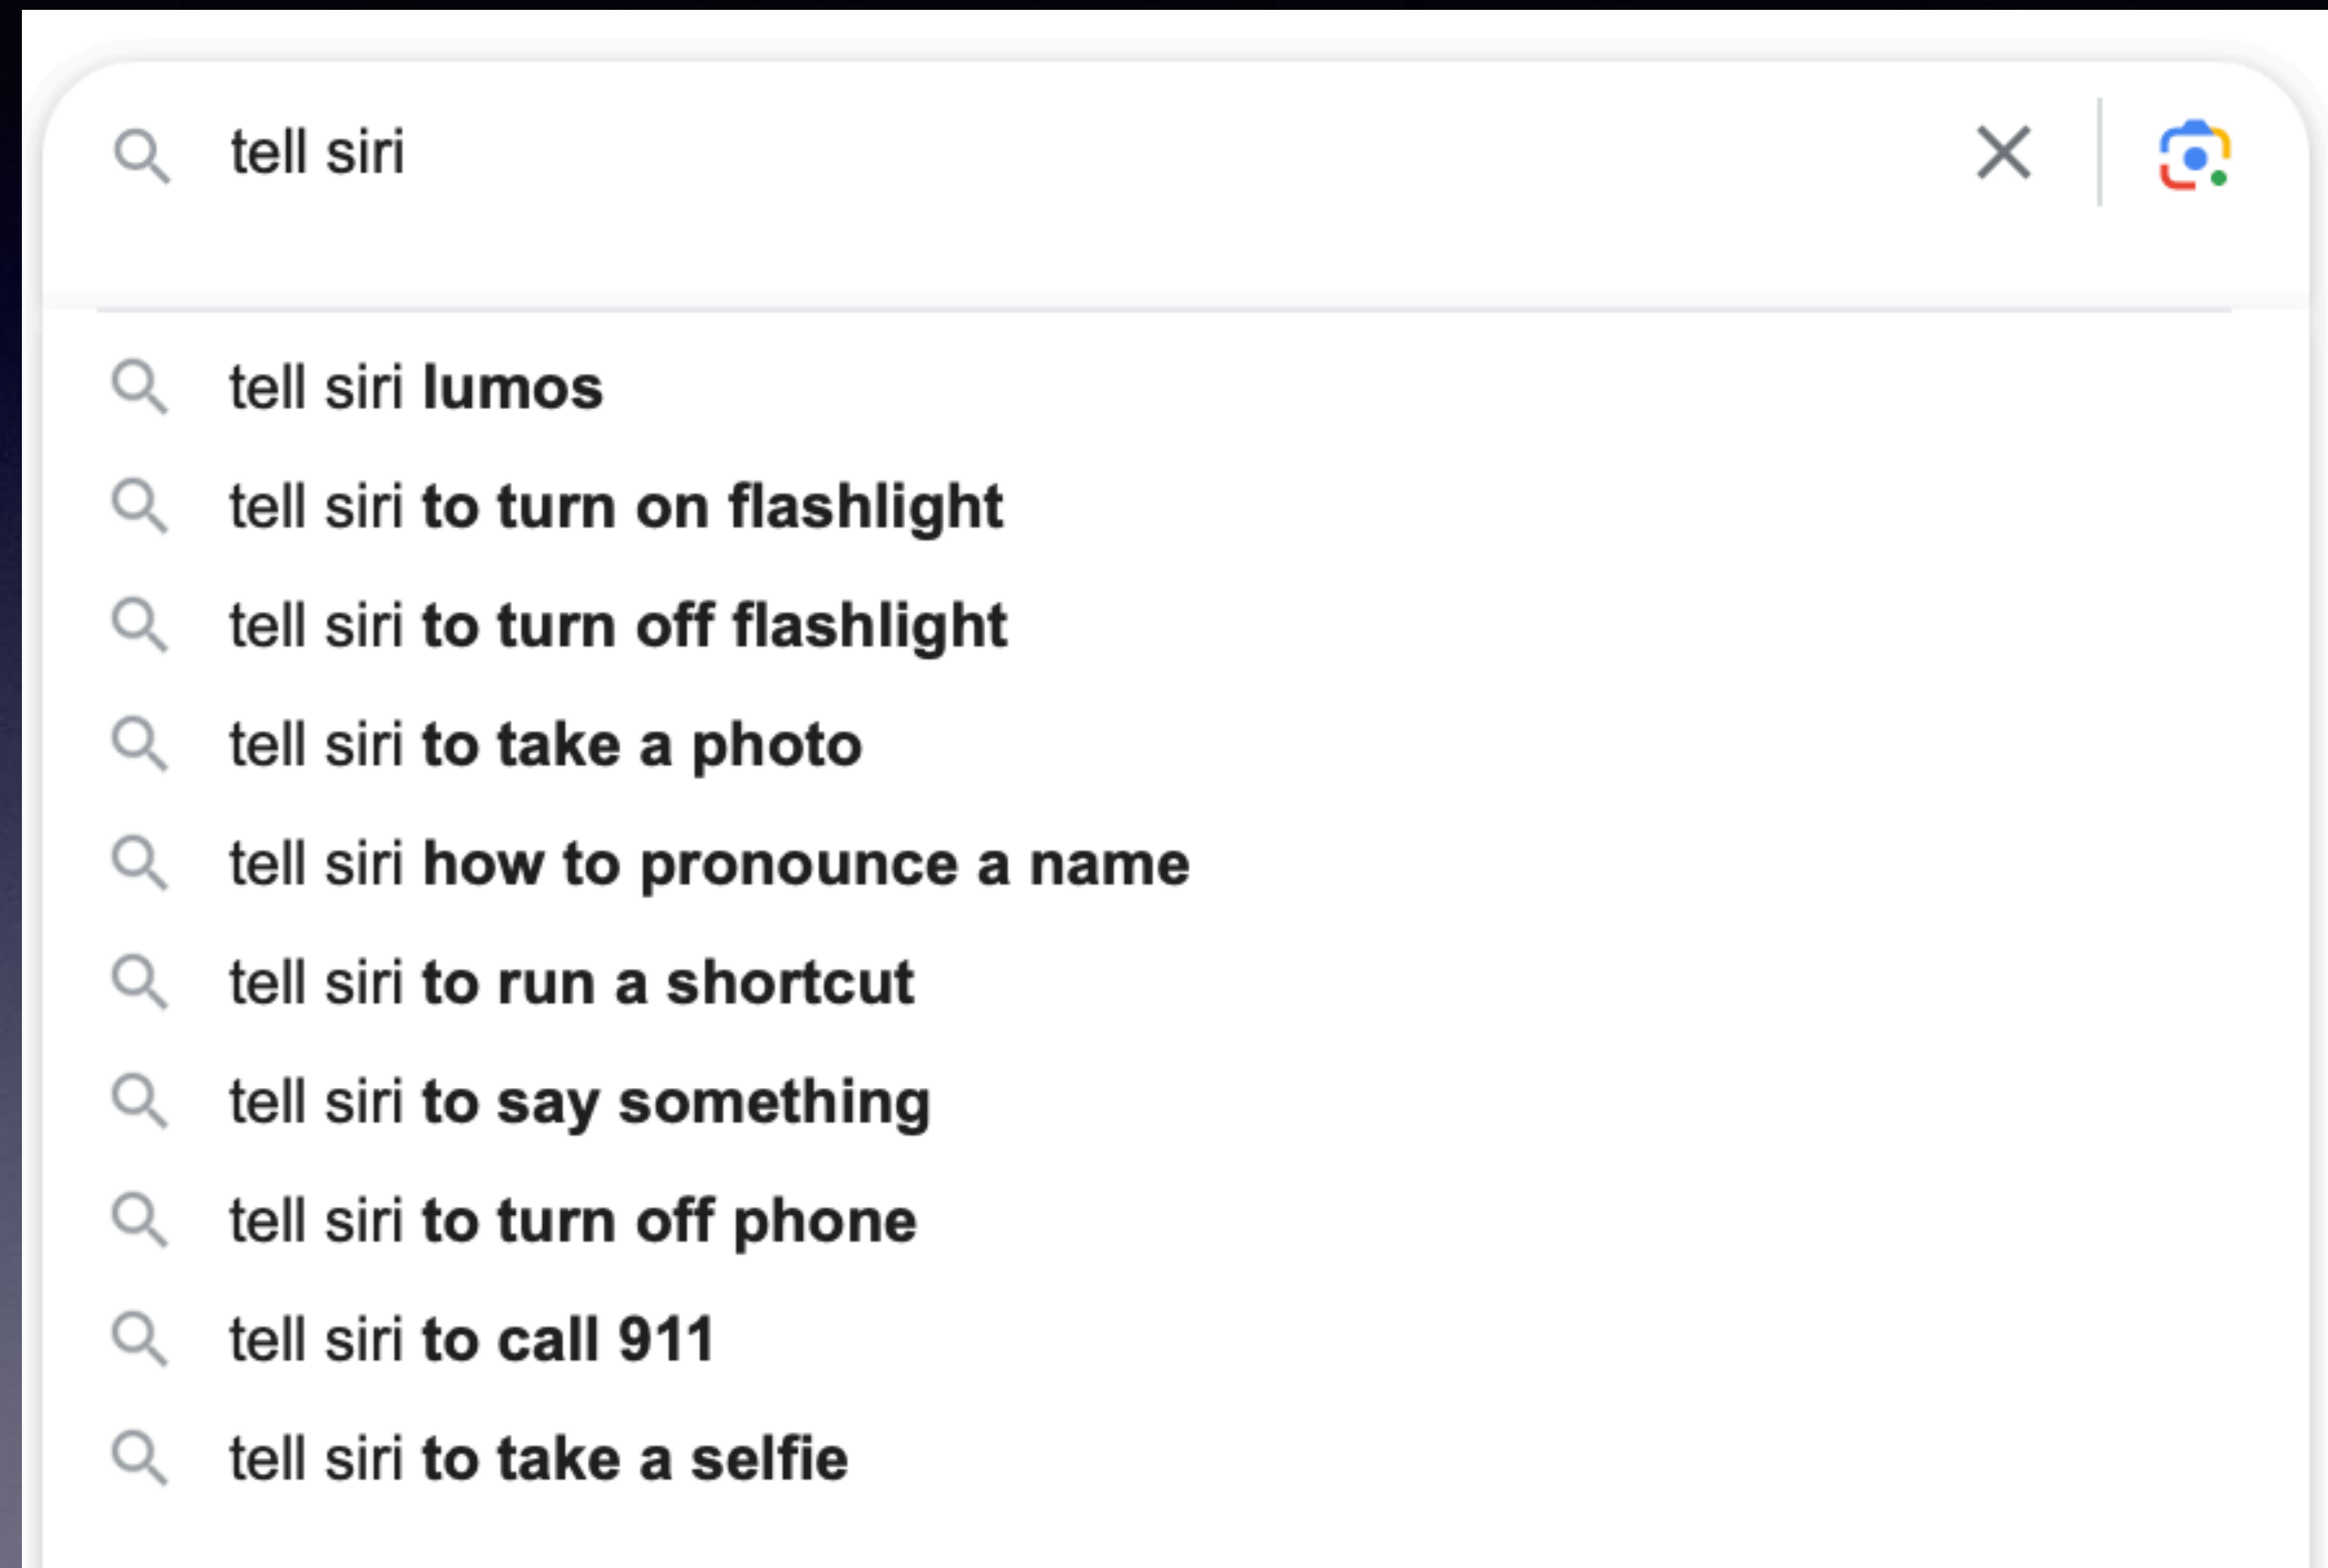 tell siri
tell siri lumos
tell siri to turn on flashlight
tell siri to turn off flashlight
tell siri to take a photo
tell siri how to pronounce a name
tell siri to run a shortcut
tell siri to say something
tell siri to turn off phone
tell siri to call 911
tell siri to take a selfie